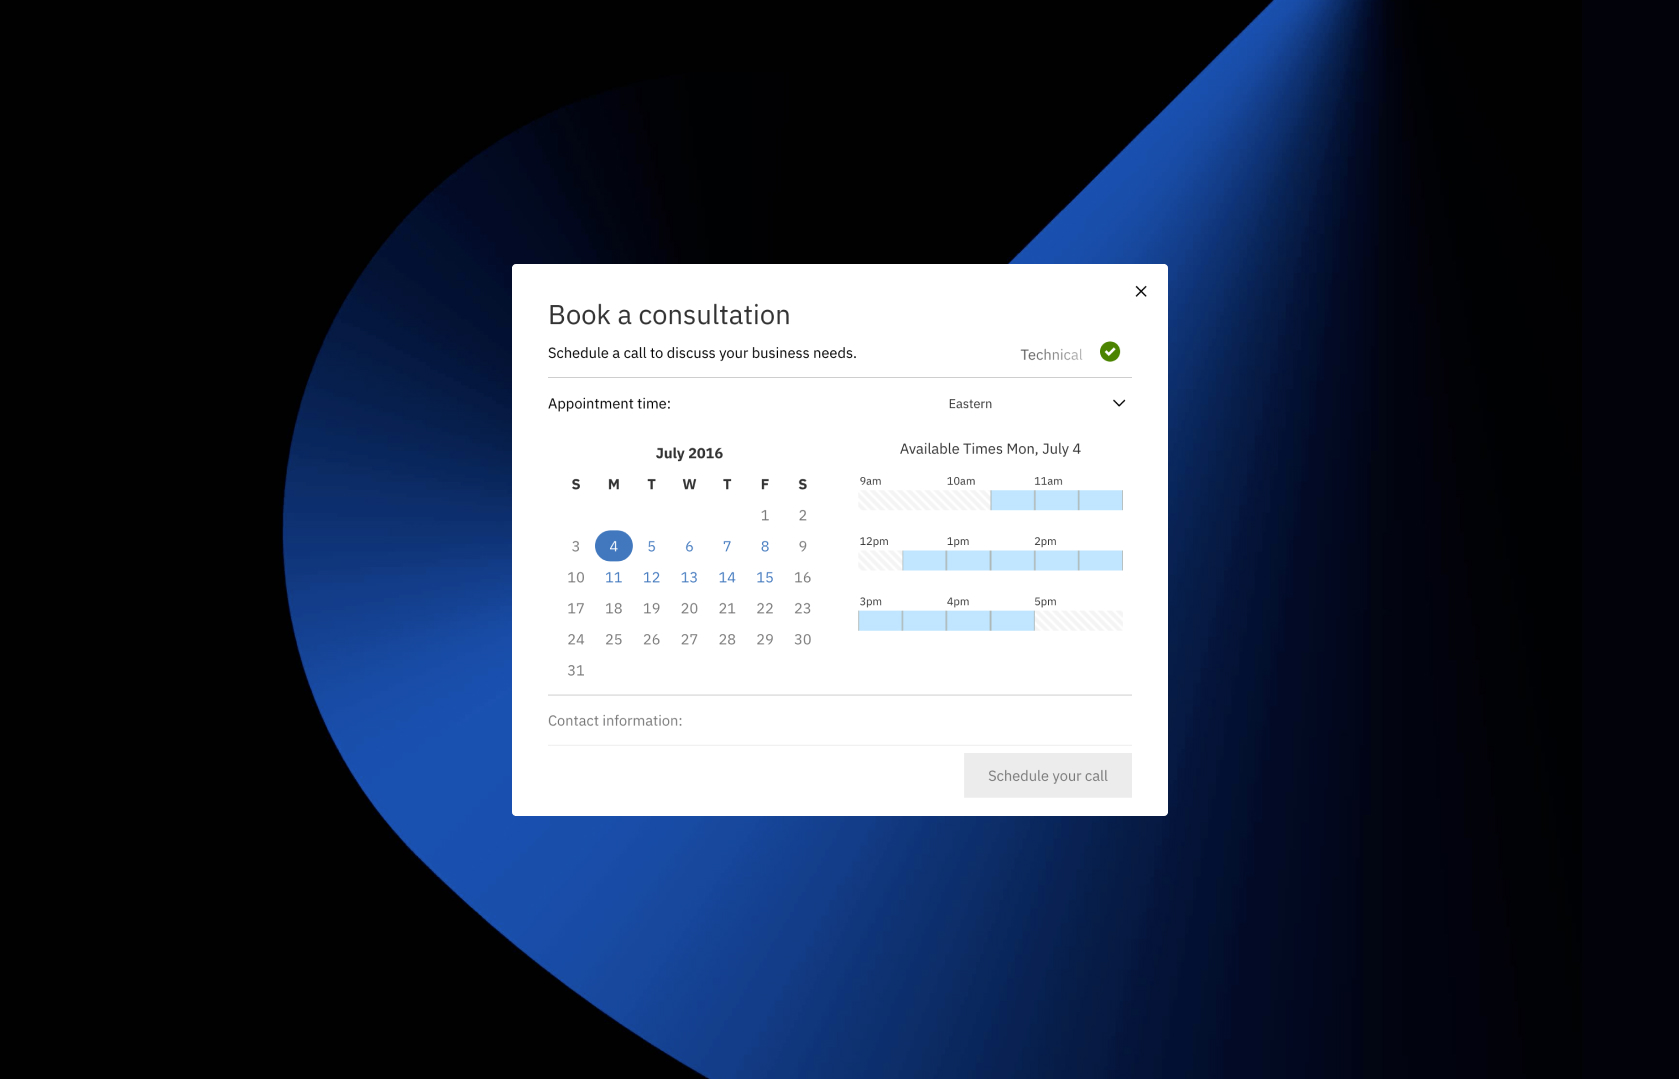 Book a consultation
Schedule a call to discuss your business needs.
Technical
Appointment time:
Eastern
July 2016
S M T W T F S
1 2
3 4 5 6 7 8 9
10 11 12 13 14 15 16
17 18 19 20 21 22 23
24 25 26 27 28 29 30
31
Available Times Mon, July 4
9am 10am 11am
12pm 1pm 2pm
3pm 4pm 5pm
Contact information:
Schedule your call